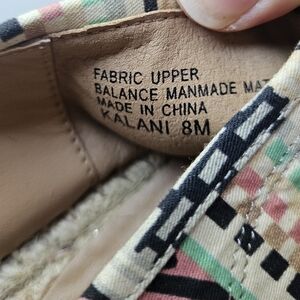 FABRIC UPPER
BALANCE MANMADE MAT
MADE IN CHINA
KALANI 8M